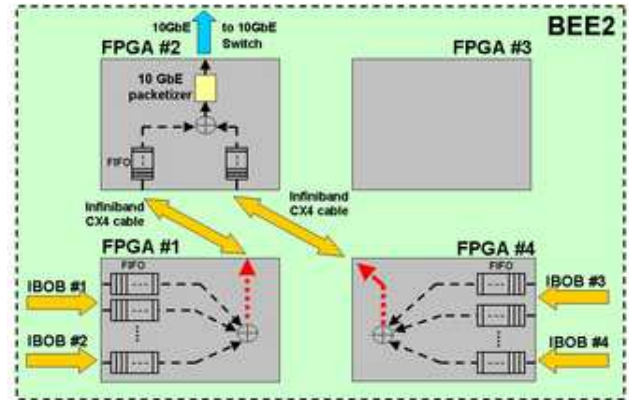 10GbE to 10GbE
Switch
BEE2
FPGA #2
FPGA #3
10 GbE
packetizer
FIFO
Infiniband
CX4 cable
Infiniband
CX4 cable
FPGA #1
FPGA #4
FIFO
FIFO
IBOB #1
IBOB #3
IBOB #2
IBOB #4